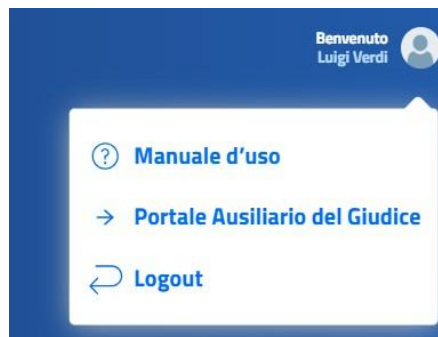 Benvenuto
Luigi Verdi
Manuale d’uso
Portale Ausiliario del Giudice
Logout